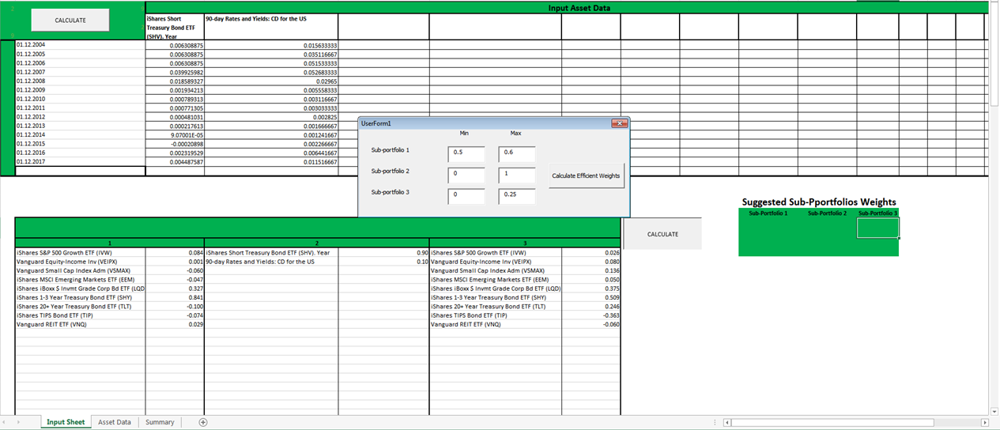 Input Asset Data
CALCULATE
iShares Short Treasury Bond ETF (SHV). Year 90-day Rates and Yields: CD for the US
01.12.2004 0.006308875 0.015633333
01.12.2005 0.006308875 0.035116667
01.12.2006 0.006308875 0.051533333
01.12.2007 0.039925982 0.052683333
01.12.2008 0.018589327 0.02965
01.12.2009 0.001934213 0.005558333
01.12.2010 0.000789313 0.003116667
01.12.2011 0.000771305 0.003033333
01.12.2012 0.000481031 0.002825
01.12.2013 0.000217613 0.001666667
01.12.2014 9.07001E-05 0.001241667
01.12.2015 -0.00020898 0.002266667
01.12.2016 0.002319529 0.006441667
01.12.2017 0.004487587 0.011516667
UserForm1
Min Max
Sub-portfolio 1 0.5 0.6
Sub-portfolio 2 0 1
Calculate Efficient Weights
Sub-portfolio 3 0 0.25
Suggested Sub-Pportfolios Weights
Sub-Portfolio 1 Sub-Portfolio 2 Sub-Portfolio 3
CALCULATE
1 2 3
iShares S&P 500 Growth ETF (IVW) 0.084 iShares Short Treasury Bond ETF (SHV). Year 0.90 iShares S&P 500 Growth ETF (IVW) 0.026
Vanguard Equity-Income Inv (VEIPX) 0.001 90-day Rates and Yields: CD for the US 0.10 Vanguard Equity-Income Inv (VEIPX) 0.080
Vanguard Small Cap Index Adm (VSMAX) -0.060 Vanguard Small Cap Index Adm (VSMAX) 0.136
iShares MSCI Emerging Markets ETF (EEM) -0.047 iShares MSCI Emerging Markets ETF (EEM) 0.050
iShares iBoxx $ Invmt Grade Corp Bd ETF (LQD 0.327 iShares iBoxx $ Invmt Grade Corp Bd ETF (LQD) 0.375
iShares 1-3 Year Treasury Bond ETF (SHY) 0.841 iShares 1-3 Year Treasury Bond ETF (SHY) 0.509
iShares 20+ Year Treasury Bond ETF (TLT) -0.100 iShares 20+ Year Treasury Bond ETF (TLT) 0.246
iShares TIPS Bond ETF (TIP) -0.074 iShares TIPS Bond ETF (TIP) -0.363
Vanguard REIT ETF (VNQ) 0.029 Vanguard REIT ETF (VNQ) -0.060
Input Sheet Asset Data Summary